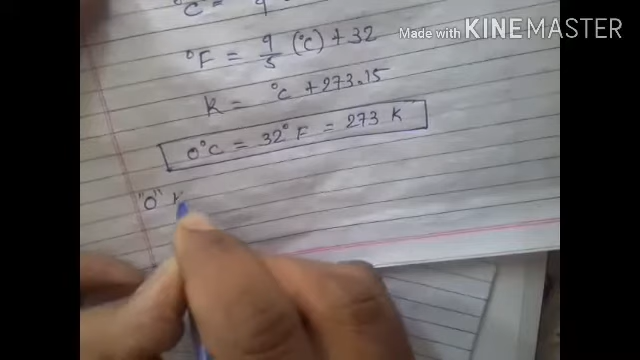 Made with KINEMASTER
°C =
°F = 9/5 (°C) + 32
K = °C + 273.15
0°C = 32°F = 273 K
"0" K